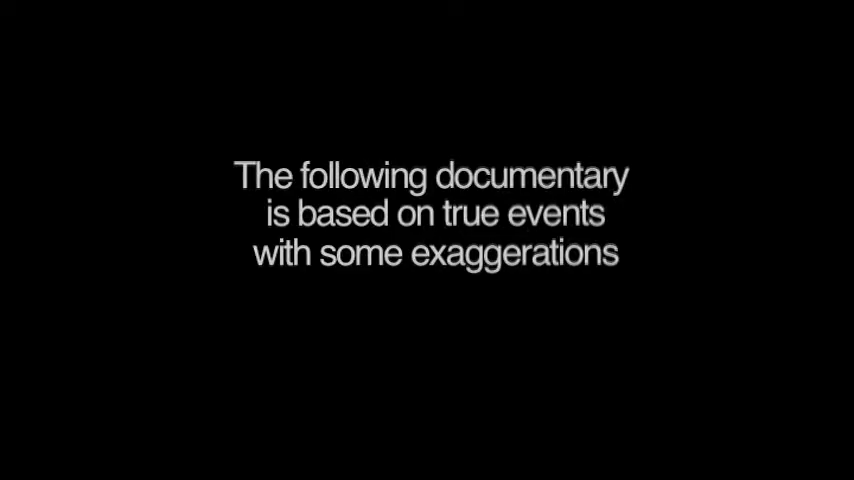 The following documentary
is based on true events
with some exaggerations